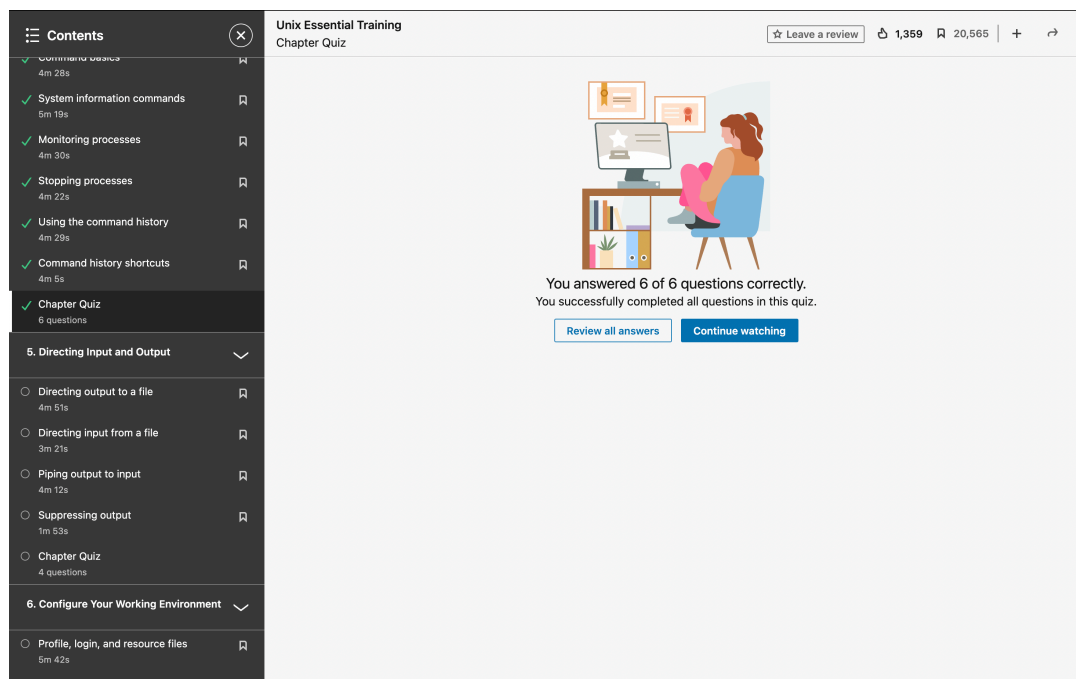 Contents
Command basics
4m 28s
System information commands
5m 19s
Monitoring processes
4m 30s
Stopping processes
4m 22s
Using the command history
4m 29s
Command history shortcuts
4m 5s
Chapter Quiz
6 questions
5. Directing Input and Output
Directing output to a file
4m 51s
Directing input from a file
3m 21s
Piping output to input
4m 12s
Suppressing output
1m 53s
Chapter Quiz
4 questions
6. Configure Your Working Environment
Profile, login, and resource files
5m 42s
Unix Essential Training
Chapter Quiz
Leave a review 1,359 20,565
You answered 6 of 6 questions correctly.
You successfully completed all questions in this quiz.
Review all answers Continue watching